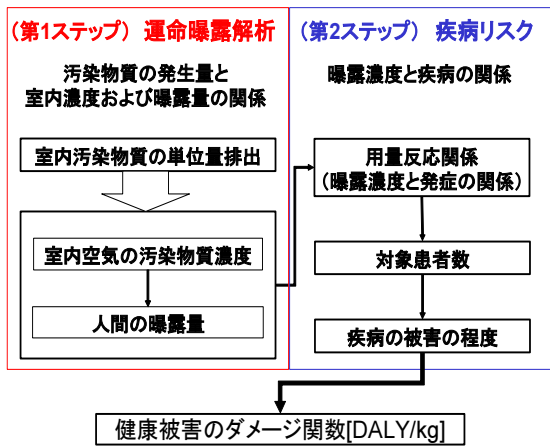 (第1ステップ) 運命曝露解析
汚染物質の発生量と
室内濃度および曝露量の関係
室内汚染物質の単位量排出
室内空気の汚染物質濃度
人間の曝露量
(第2ステップ) 疾病リスク
曝露濃度と疾病の関係
用量反応関係
(曝露濃度と発症の関係)
対象患者数
疾病の被害の程度
健康被害のダメージ関数[DALY/kg]